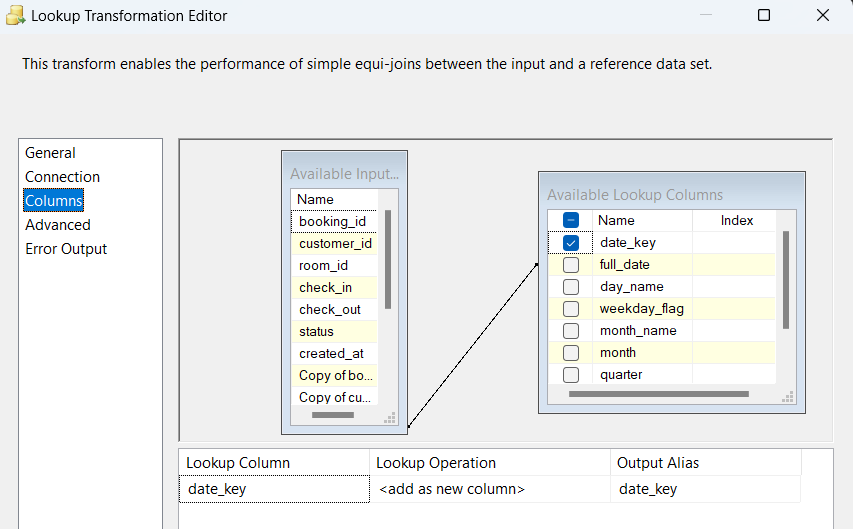 Lookup Transformation Editor
This transform enables the performance of simple equi-joins between the input and a reference data set.
General
Connection
Columns
Advanced
Error Output
Available Input...
Name
booking_id
customer_id
room_id
check_in
check_out
status
created_at
Copy of bo...
Copy of cu...
Available Lookup Columns
Name Index
date_key
full_date
day_name
weekday_flag
month_name
month
quarter
Lookup Column Lookup Operation Output Alias
date_key <add as new column> date_key